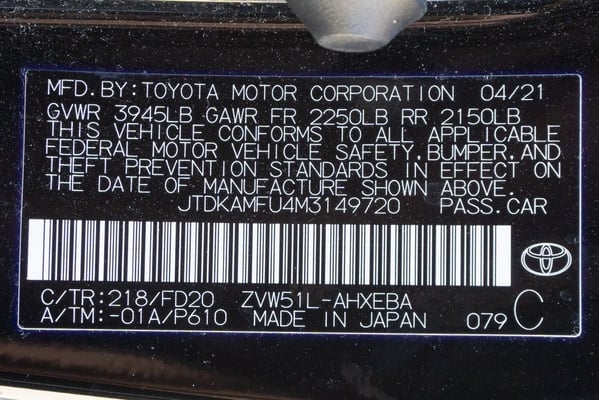 MFD.BY:TOYOTA MOTOR CORPORATION 04/21
GVWR 3945LB GAWR FR 2250LB RR 2150LB
THIS VEHICLE CONFORMS TO ALL APPLICABLE
FEDERAL MOTOR VEHICLE SAFETY,BUMPER,AND
THEFT PREVENTION STANDARDS IN EFFECT ON
THE DATE OF MANUFACTURE SHOWN ABOVE.
JTDKAMFU4M3149720 PASS.CAR
C/TR:218/FD20 ZVW51L-AHXEBA
A/TM:-01A/P610 MADE IN JAPAN 079 C